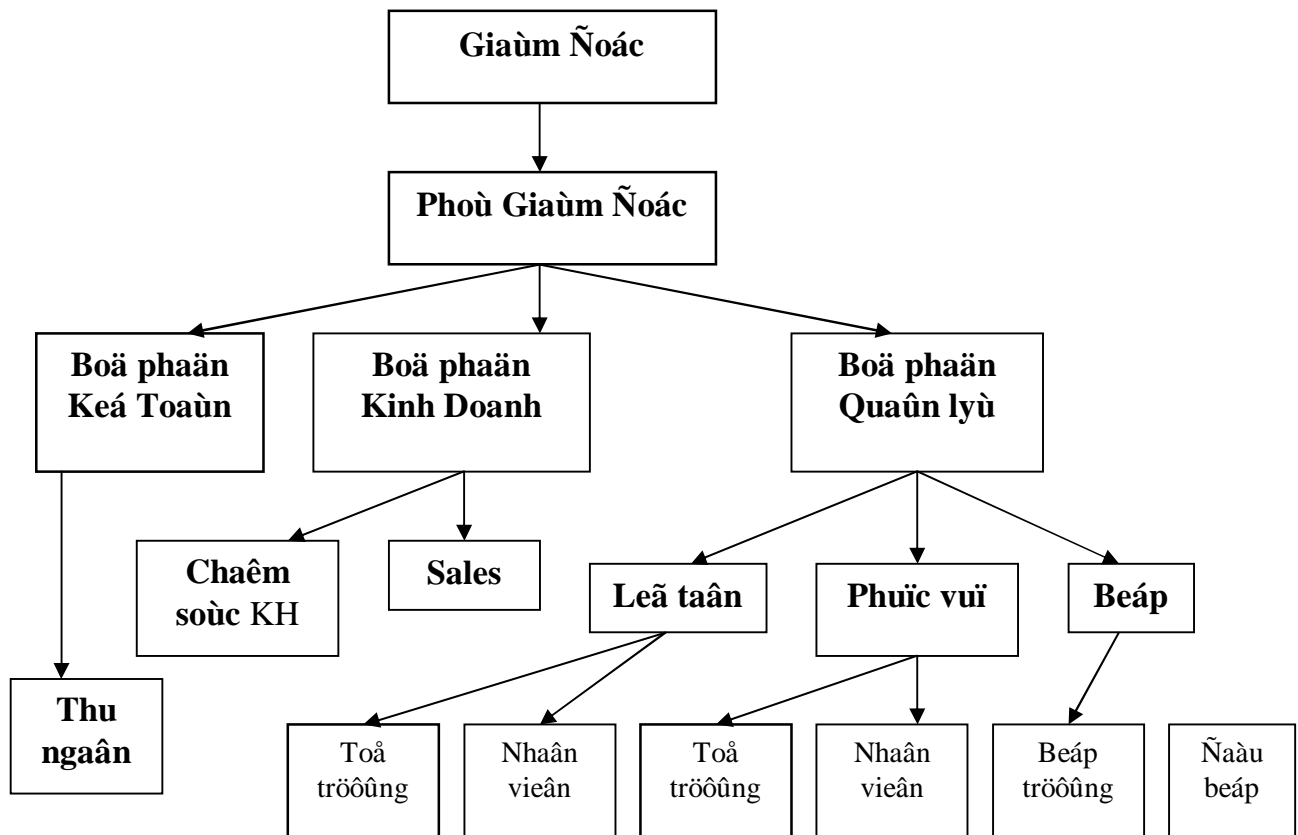 Giaùm Ñoác
Phoù Giaùm Ñoác
Boä phaän
Keá Toaùn
Boä phaän
Kinh Doanh
Boä phaän
Quaûn lyù
Chaêm
soùc KH
Sales
Leã taân
Phuïc vuï
Beáp
Thu
ngaân
Toå
tröôûng
Nhaân
vieân
Toå
tröôûng
Nhaân
vieân
Beáp
tröôûng
Ñaàu
beáp